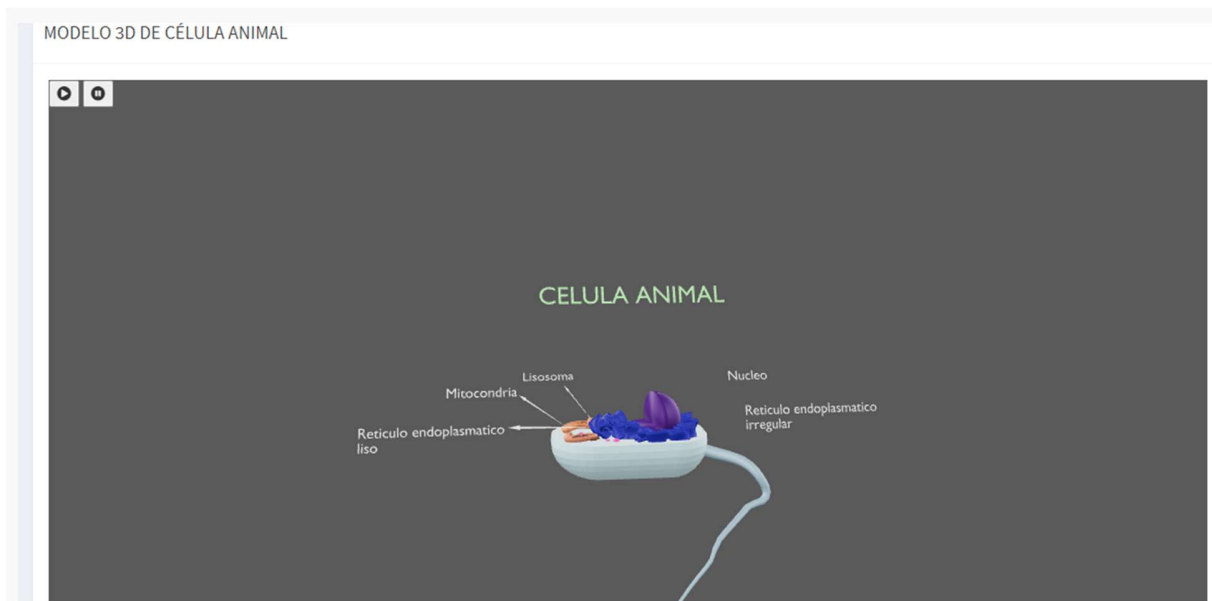 MODELO 3D DE CÉLULA ANIMAL
CELULA ANIMAL
Lisosoma
Nucleo
Mitocondria
Reticulo endoplasmatico
irregular
Reticulo endoplasmatico
liso